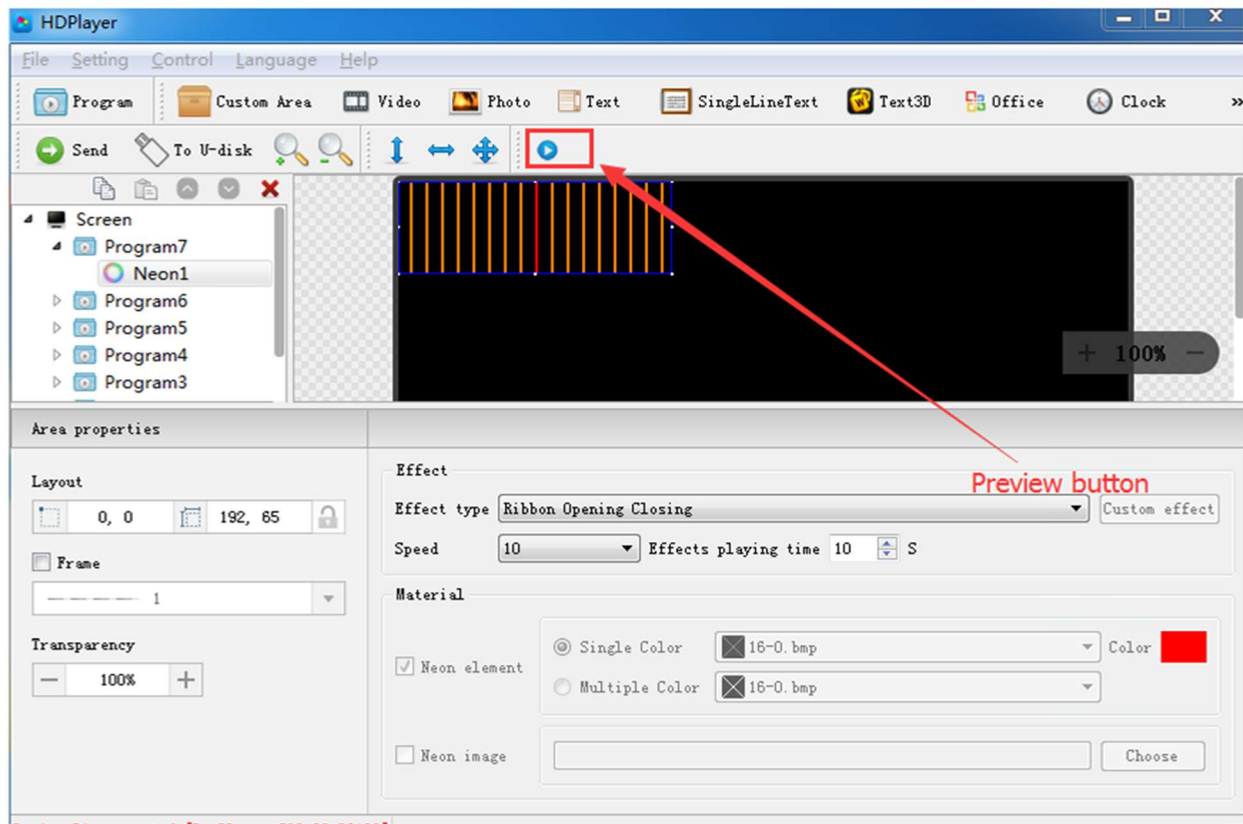 HDPlayer
File Setting Control Language Help
Program Custom Area Video Photo Text SingleLineText Text3D Office Clock »
Send To U-disk
Screen
Program7
Neon1
Program6
Program5
Program4
Program3
+ 100% −
Area properties
Layout
0, 0 192, 65
Frame
1
Transparency
− 100% +
Preview button
Effect
Effect type Ribbon Opening Closing Custom effect
Speed 10 Effects playing time 10 S
Material
Neon element
Single Color 16-0.bmp Color
Multiple Color 16-0.bmp
Neon image Choose